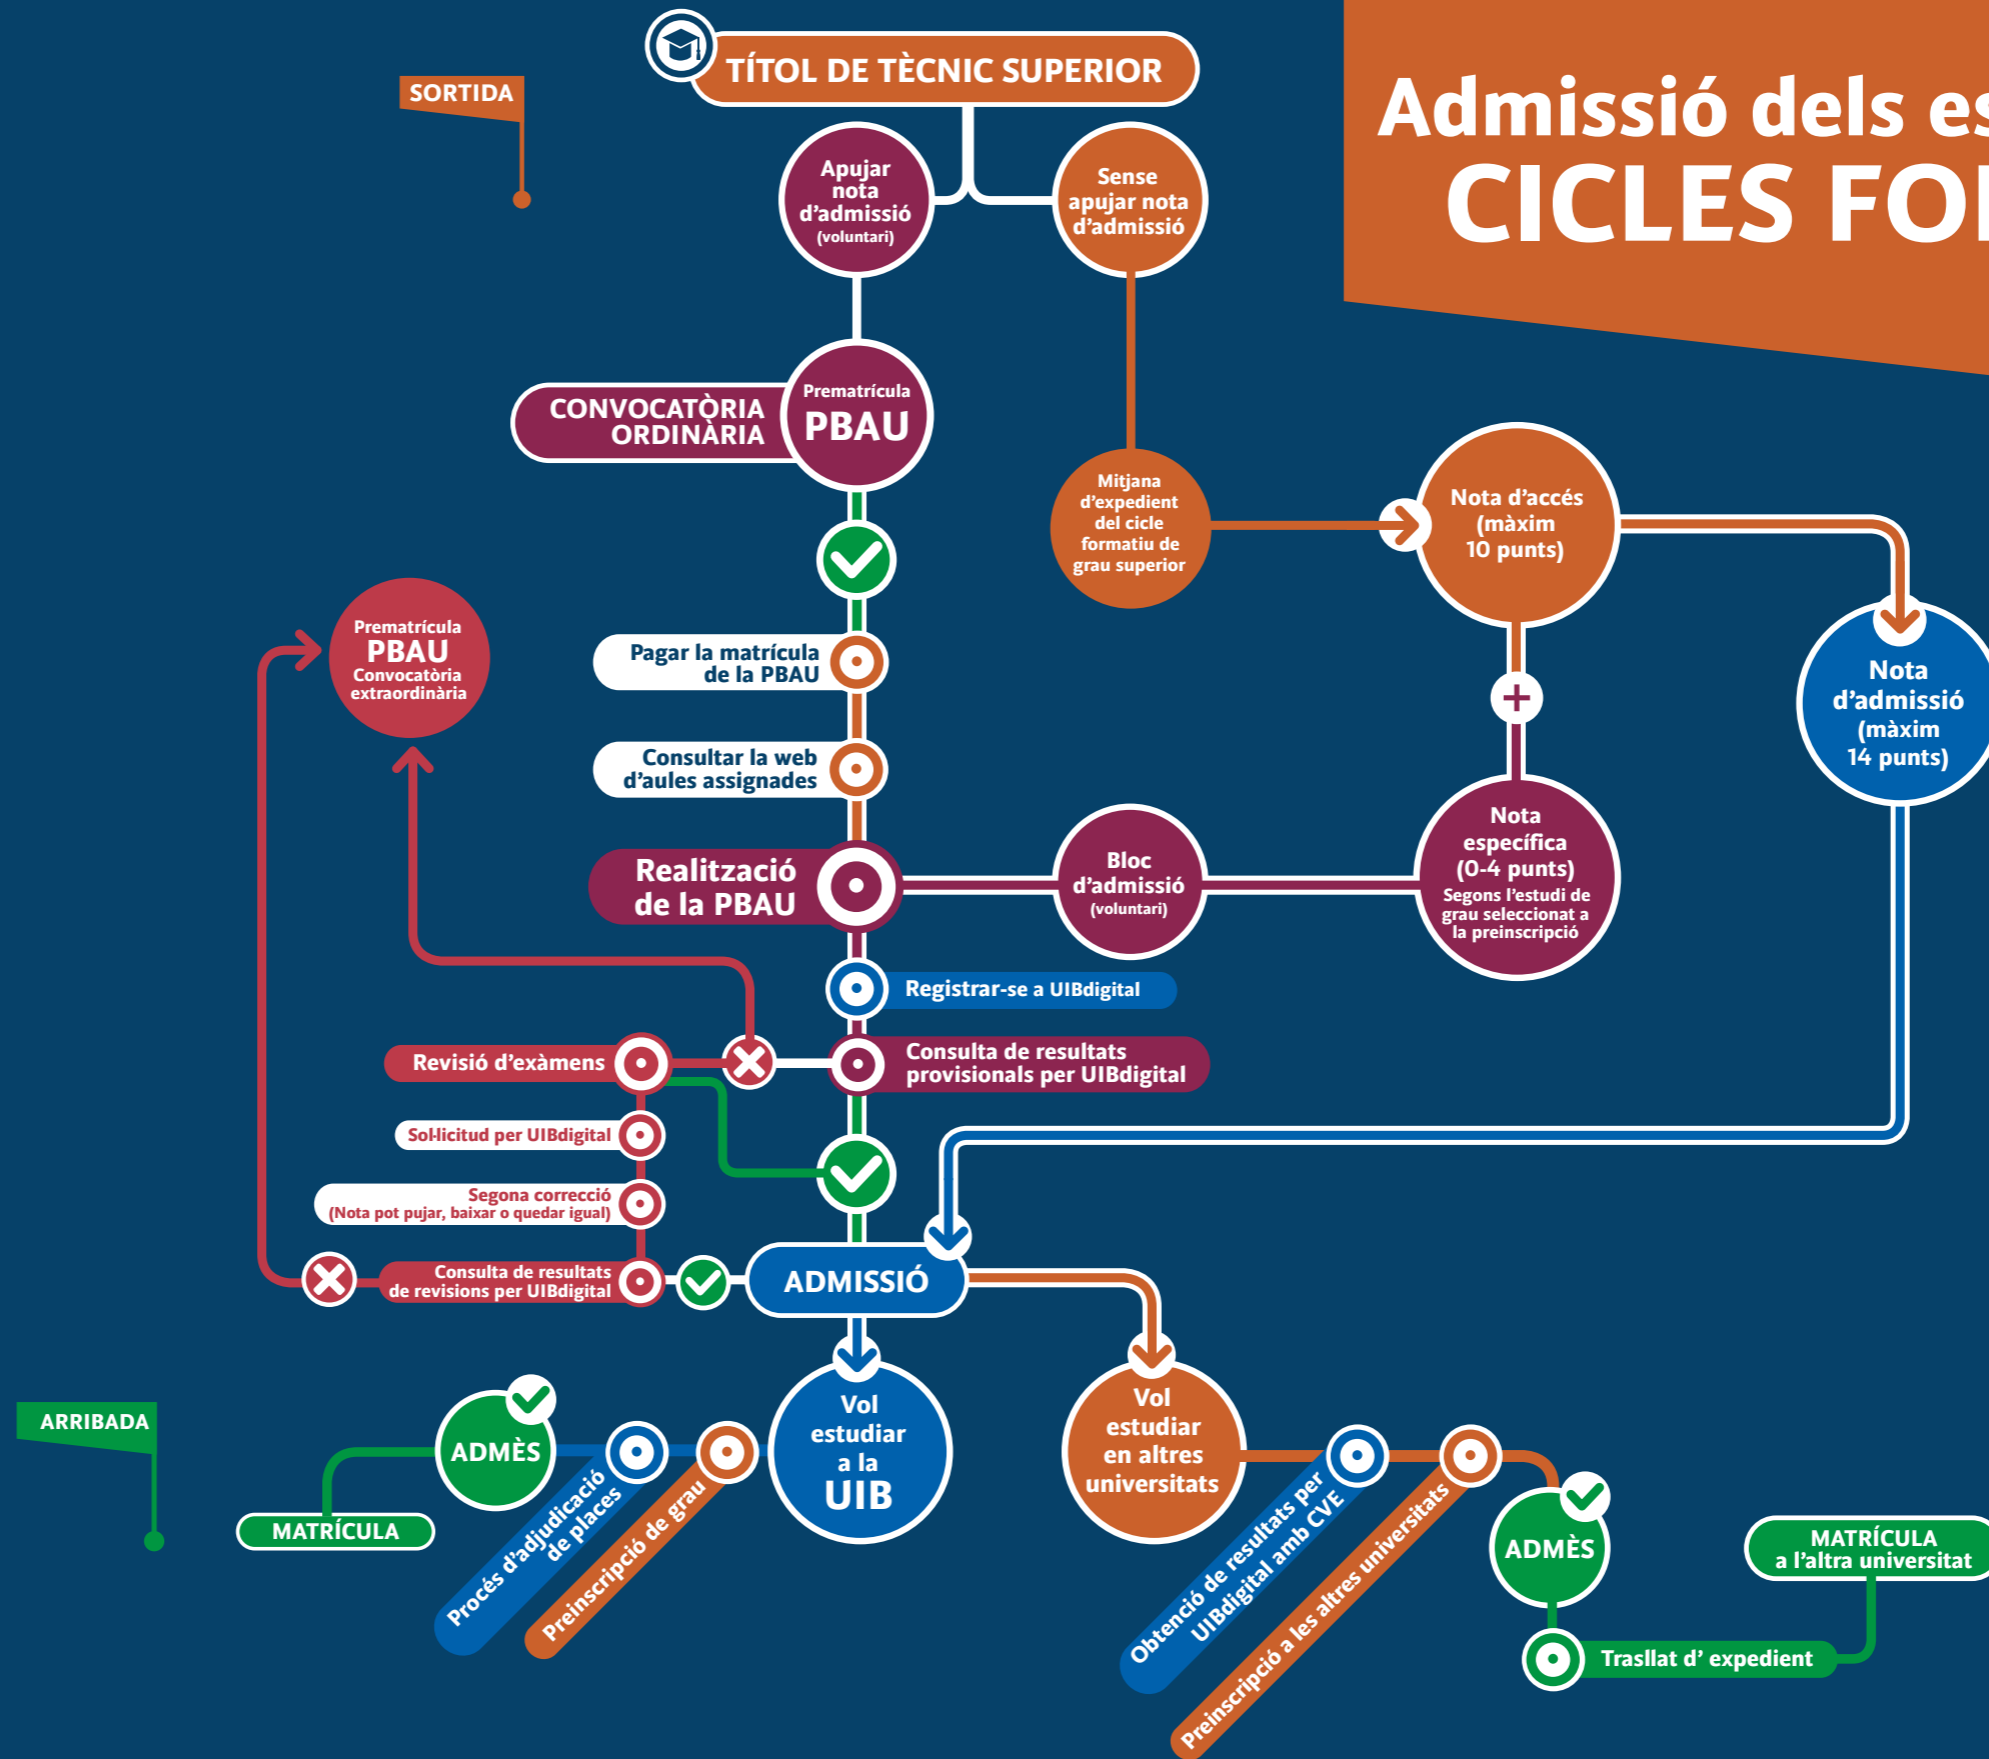 SORTIDA
TÍTOL DE TÈCNIC SUPERIOR
Admissió dels
CICLES
Apujar
nota
d'admissió
(voluntari)
Sense
apujar nota
d'admissió
CONVOCATÒRIA
ORDINÀRIA
Prematrícula
PBAU
Mitjana
d'expedient
del cicle
formatiu de
grau superior
Nota d'accés
(màxim
10 punts)
Nota
d'admissió
(màxim
14 punts)
Prematrícula
PBAU
Convocatòria
extraordinària
Pagar la matrícula
de la PBAU
+
Consultar la web
d'aules assignades
Realització
de la PBAU
Bloc
d'admissió
(voluntari)
Nota
específica
(0-4 punts)
Segons l'estudi de
grau seleccionat a
la preinscripció
Registrar-se a UIBdigital
Revisió d'exàmens
Consulta de resultats
provisionals per UIBdigital
Sol·licitud per UIBdigital
Segona correcció
(Nota pot pujar, baixar o quedar igual)
Consulta de resultats
de revisions per UIBdigital
ADMISSIÓ
ARRIBADA
MATRÍCULA
ADMÈS
Procés d'adjudicació
de places
Preinscripció de grau
Vol
estudiar
a la
UIB
Vol
estudiar
en altres
universitats
Obtenció de resultats per
UIBdigital amb CVE
Preinscripció a les altres universitats
ADMÈS
Trasllat d' expedient
MATRÍCULA
a l'altra universitat